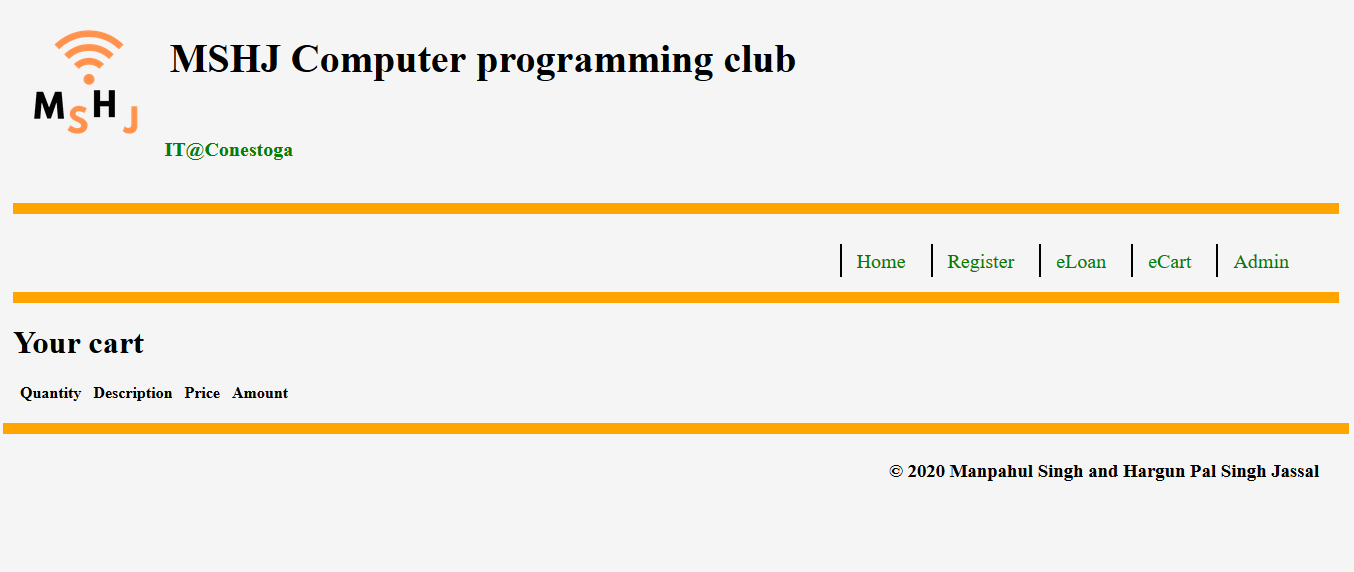 MSHJ
MSHJ Computer programming club
IT@Conestoga
Home Register eLoan eCart Admin
Your cart
Quantity Description Price Amount
© 2020 Manpahul Singh and Hargun Pal Singh Jassal